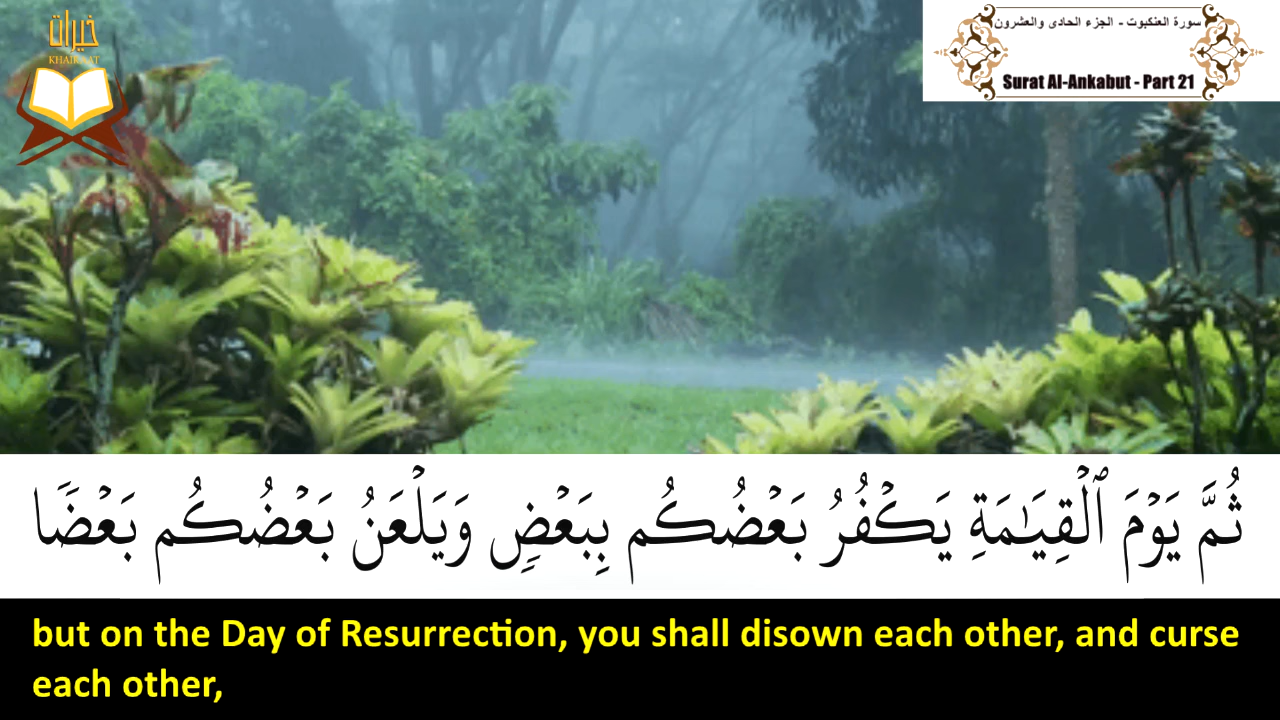 خيرات
KHAIRAAT
سورة العنكبوت - الجزء الحادى والعشرون
Surat Al-Ankabut - Part 21
ثُمَّ يَوْمَ ٱلْقِيَـٰمَةِ يَكْفُرُ بَعْضُكُم بِبَعْضٍ وَيَلْعَنُ بَعْضُكُم بَعْضًا
but on the Day of Resurrection, you shall disown each other, and curse
each other,